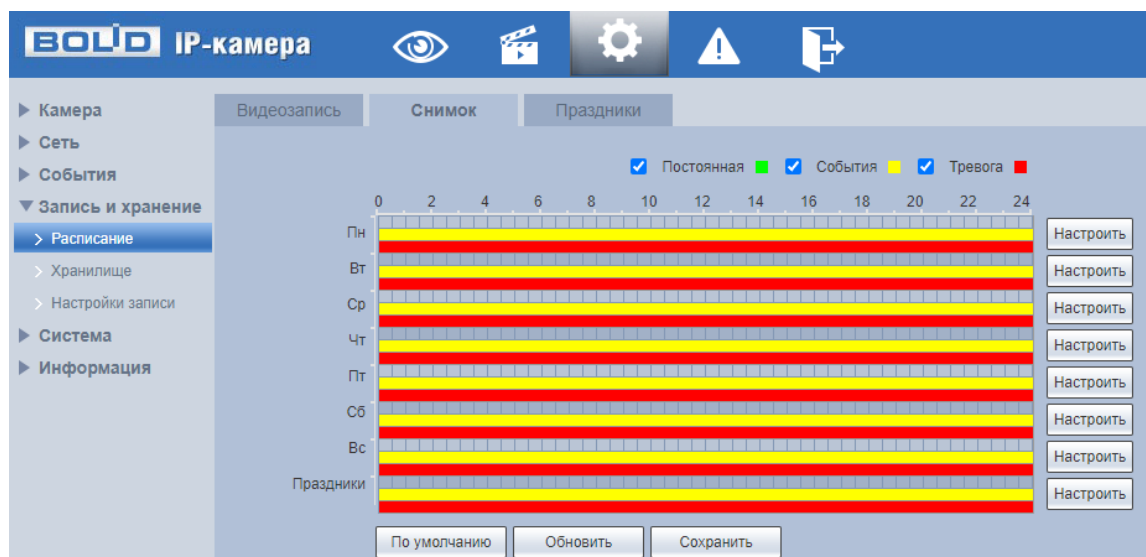 BOLID IP-камера
Камера
Сеть
События
Запись и хранение
Расписание
Хранилище
Настройки записи
Система
Информация
Видеозапись Снимок Праздники
Постоянная События Тревога
0 2 4 6 8 10 12 14 16 18 20 22 24
Пн Настроить
Вт Настроить
Ср Настроить
Чт Настроить
Пт Настроить
Сб Настроить
Вс Настроить
Праздники Настроить
По умолчанию Обновить Сохранить